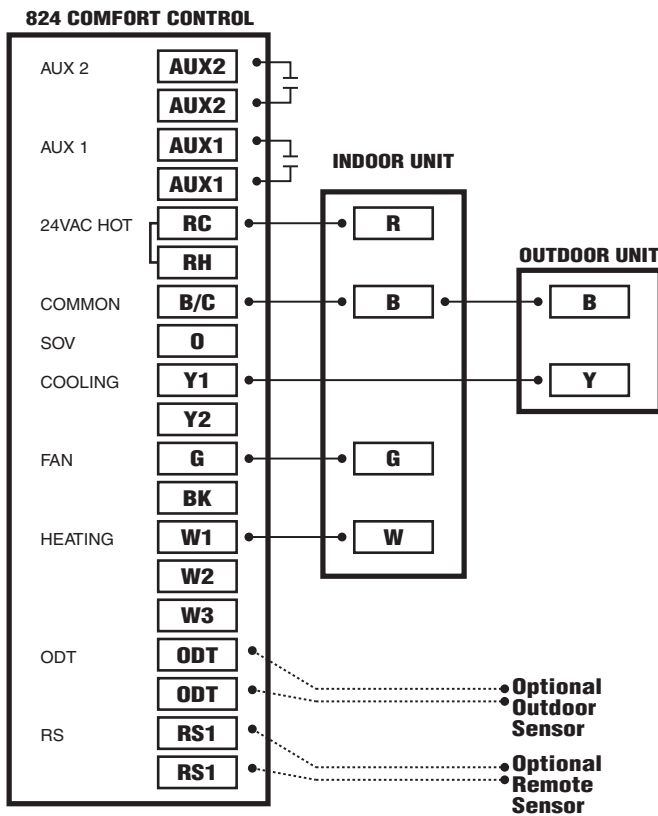 824 COMFORT CONTROL
AUX 2 AUX2
AUX2
AUX 1 AUX1
AUX1
INDOOR UNIT
24VAC HOT RC R
RH
OUTDOOR UNIT
COMMON B/C B B
SOV O
COOLING Y1 Y
Y2
FAN G G
BK
HEATING W1 W
W2
W3
ODT ODT
ODT
Optional
Outdoor
Sensor
RS RS1
RS1
Optional
Remote
Sensor